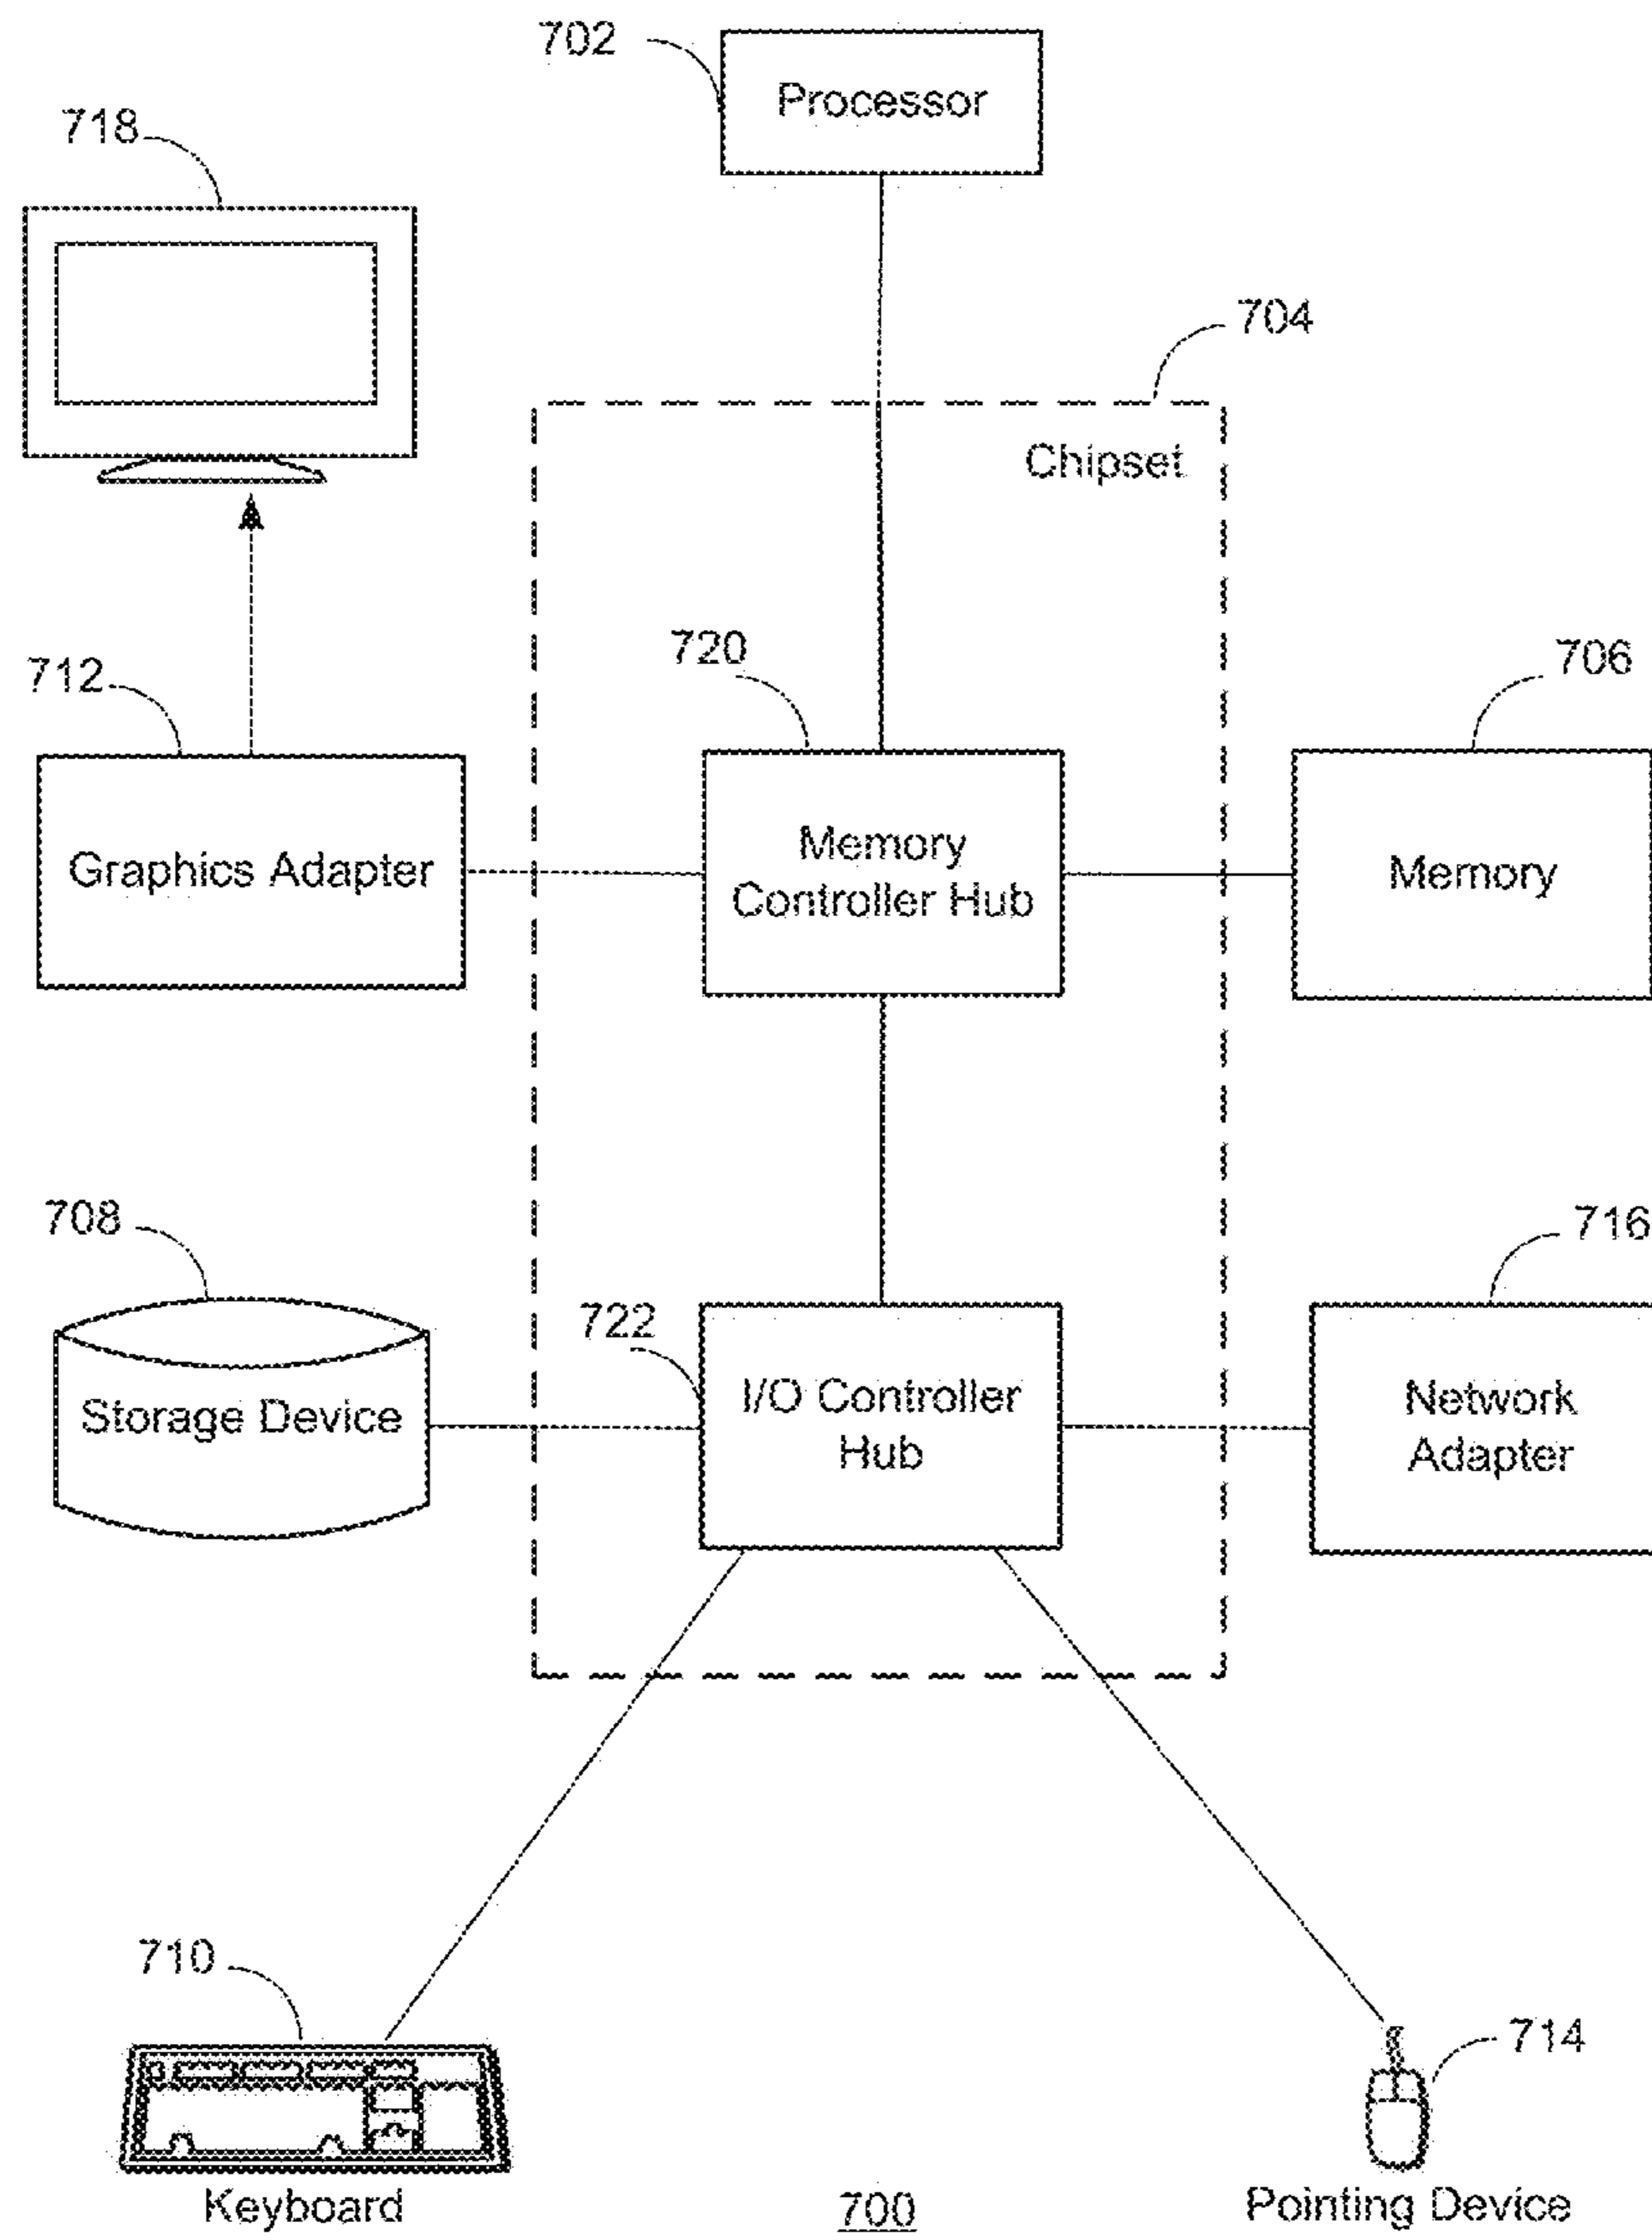 702
Processor
718
704
Chipset
720
706
712
Memory
Controller Hub
Graphics Adapter
Memory
708
716
722
I/O Controller
Hub
Storage Device
Network
Adapter
710
714
Keyboard
700
Pointing Device